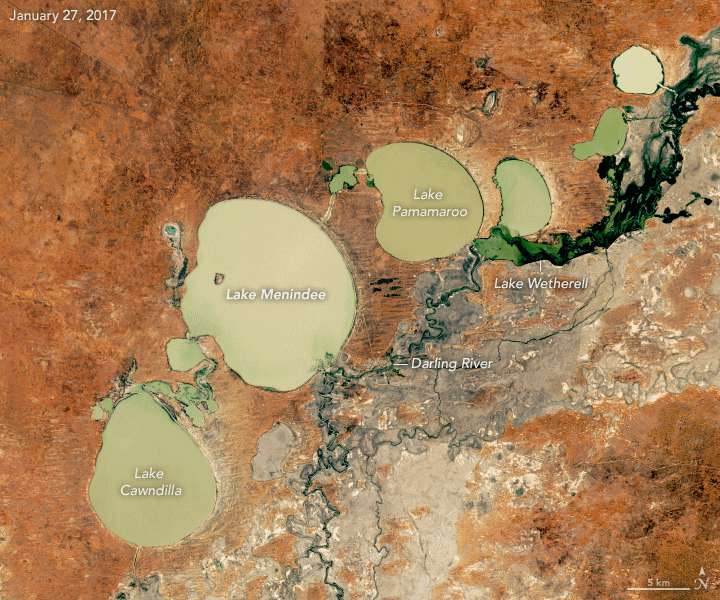 January 27, 2017
Lake
Pamamaroo
Lake Wetherell
Lake Menindee
Darling River
Lake
Cawndilla
5 km
N